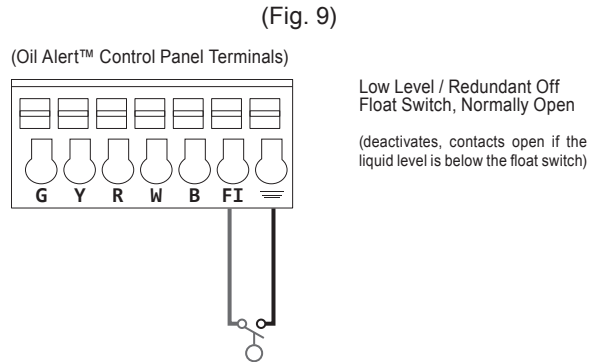 (Fig. 9)
(Oil Alert™ Control Panel Terminals)
Low Level / Redundant Off
Float Switch, Normally Open
(deactivates, contacts open if the
liquid level is below the float switch)
G Y R W B FI